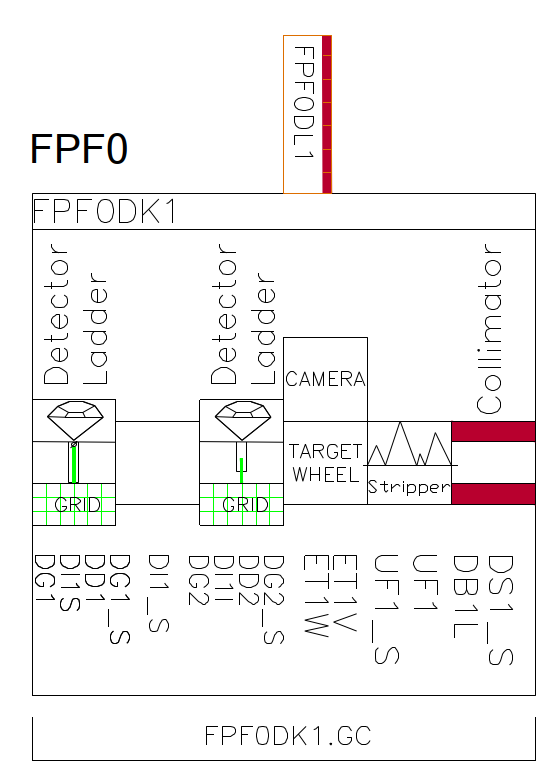 FPF0DL1
FPF0
FPF0DK1
Detector
Ladder
Detector
Ladder
Collimator
CAMERA
TARGET
WHEEL
Stripper
GRID
GRID
DG1
DI1S
DD1
DG1_S
DI1_S
DG2
DI1I
DD2
DG2_S
ET1W
ET1V
UF1_S
UF1
DB1L
DS1_S
FPF0DK1.GC